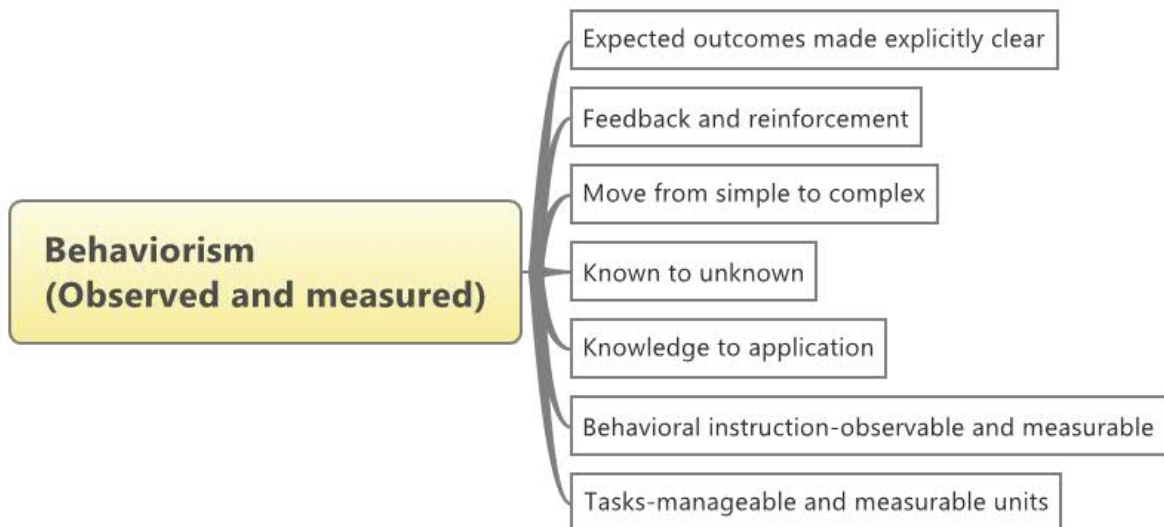 Behaviorism
(Observed and measured)
Expected outcomes made explicitly clear
Feedback and reinforcement
Move from simple to complex
Known to unknown
Knowledge to application
Behavioral instruction-observable and measurable
Tasks-manageable and measurable units